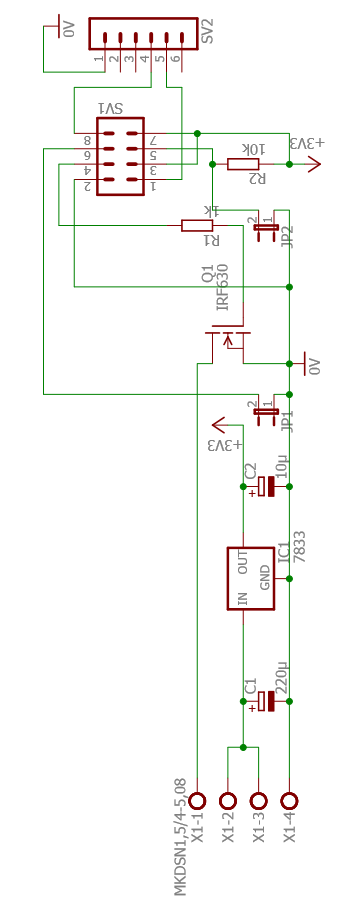 0V
SV2
1 2 3 4 5 6
SV1
8 7
6 5
4 3
2 1
10k
R2
+3V3
1k
R1
2 1
JP2
Q1
IRF630
0V
2 1
JP1
+3V3
C2
10µ
+
IC1
7833
OUT
GND
IN
C1
220µ
+
MKDSN1,5/4-5,08
X1-1
X1-2
X1-3
X1-4